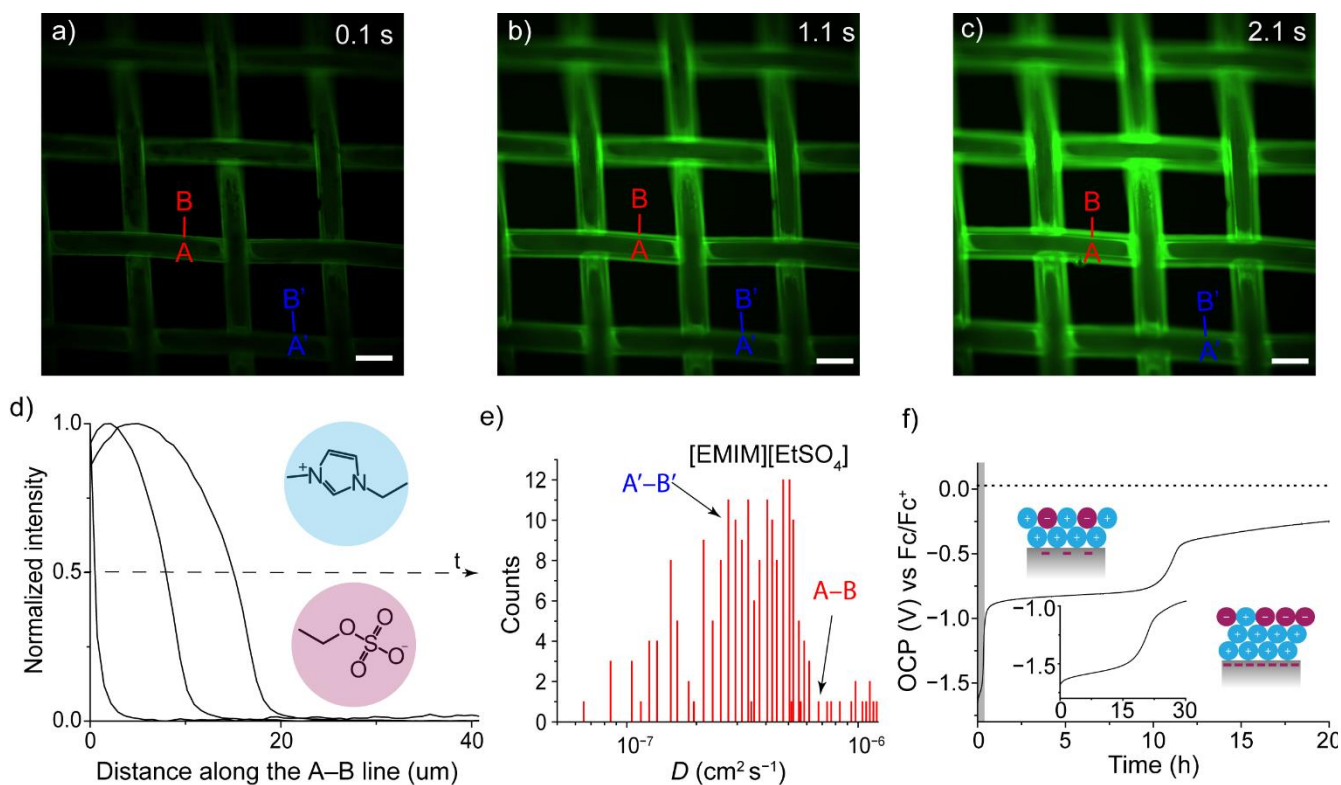 a)
0.1 s
b)
1.1 s
c)
2.1 s
B
A
B'
A'
B
A
B'
A'
B
A
B'
A'
d)
Normalized intensity
1.0
0.5
0.0
t
N
+
N
O
O
S
O
O⁻
0
20
40
Distance along the A–B line (um)
e)
[EMIM][EtSO₄]
A′–B′
A–B
Counts
12
10
8
6
4
2
0
10⁻⁷
10⁻⁶
D (cm² s⁻¹)
f)
OCP (V) vs Fc/Fc⁺
0.0
−0.5
−1.0
−1.5
+ − + − +
+ + + +
−1.0
−1.5
0
15
30
− + − − −
+ + + +
+ + + +
0
5
10
15
20
Time (h)